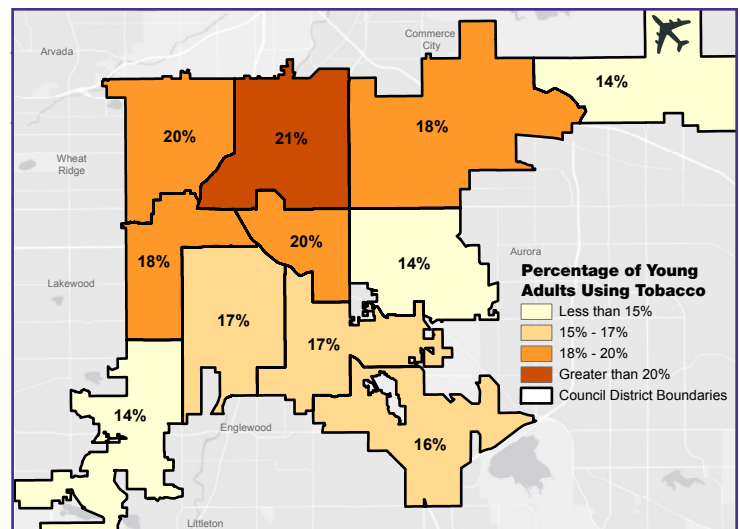 Commerce
City
Arvada
14%
18%
20%
21%
Wheat
Ridge
20%
Aurora
18%
14%
Lakewood
Percentage of Young
Adults Using Tobacco
Less than 15%
15% - 17%
18% - 20%
Greater than 20%
Council District Boundaries
17%
17%
14%
Englewood
16%
Littleton